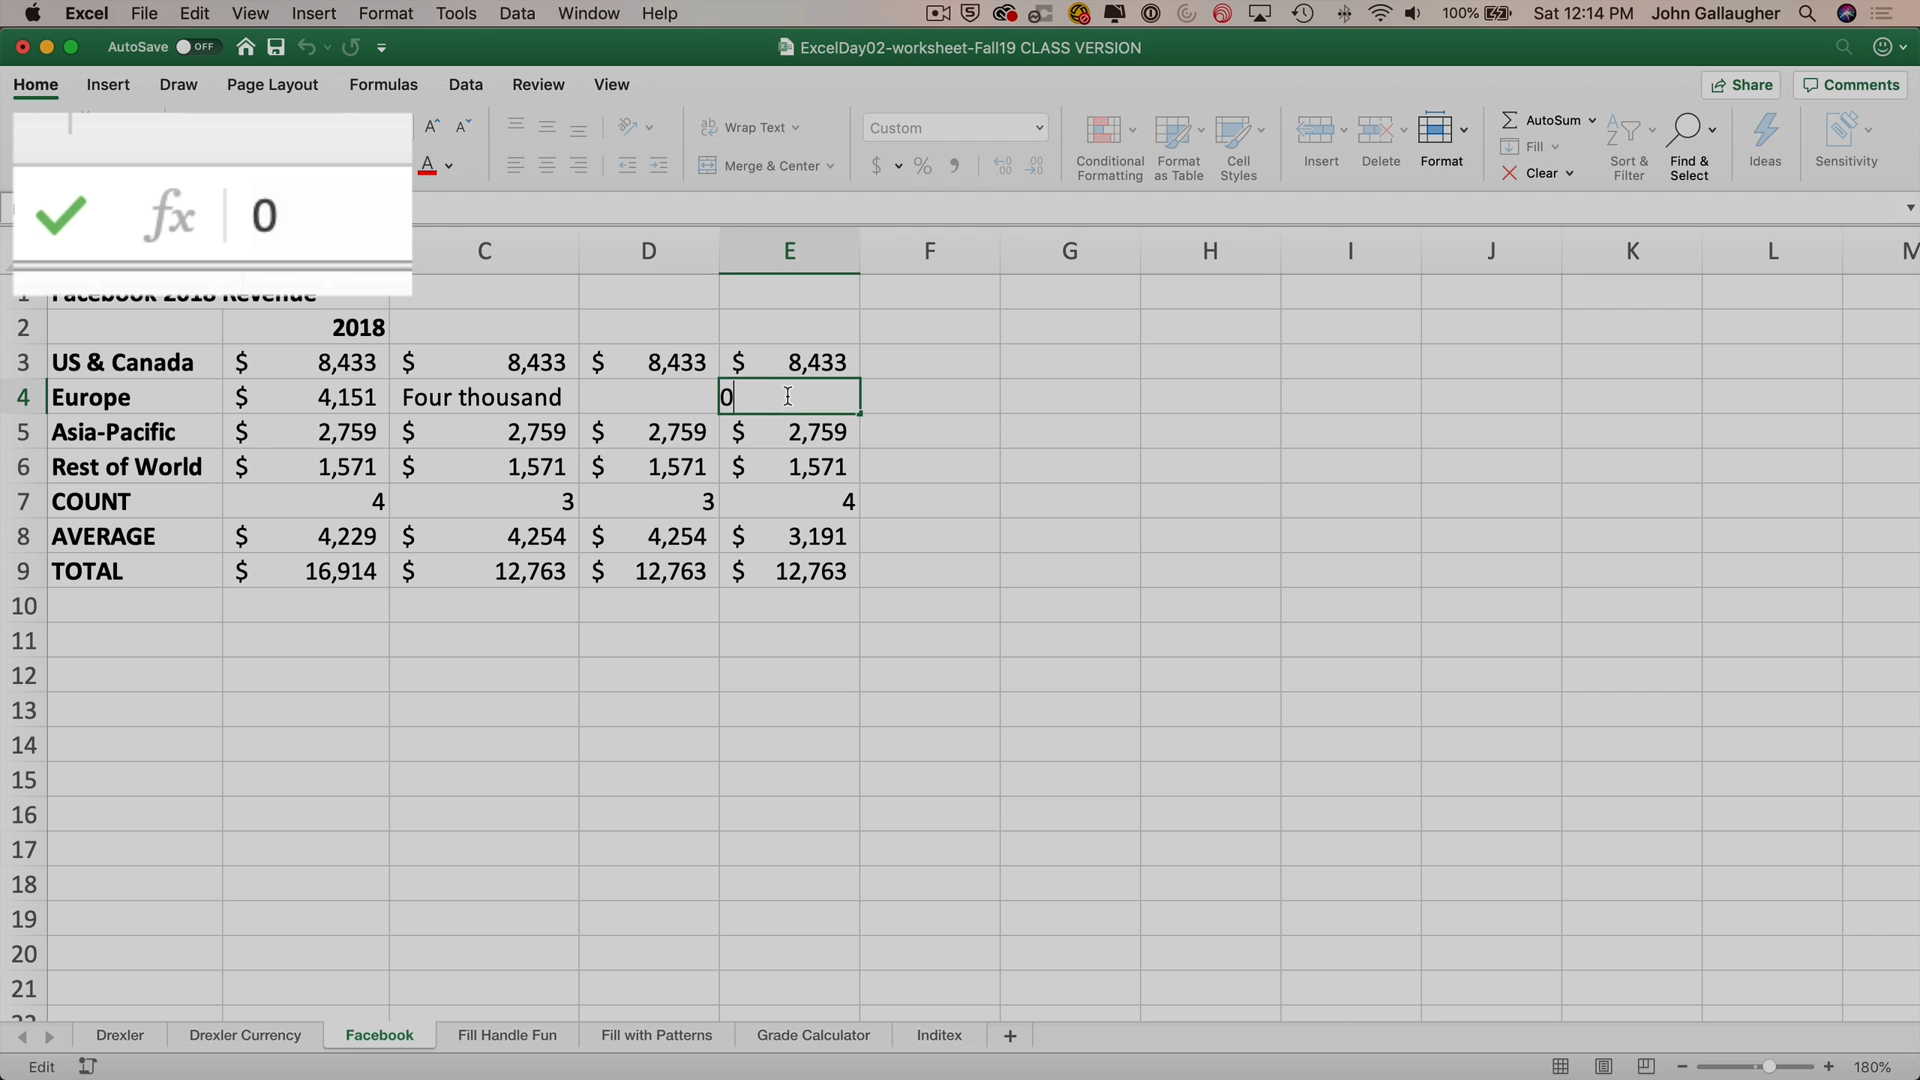 Excel File Edit View Insert Format Tools Data Window Help 100% Sat 12:14 PM John Gallaugher
AutoSave OFF ExcelDay02-worksheet-Fall19 CLASS VERSION
Home Insert Draw Page Layout Formulas Data Review View Share Comments
Wrap Text Custom AutoSum
Fill
Merge & Center $ % Conditional Formatting Format as Table Cell Styles Insert Delete Format Clear Sort & Filter Find & Select Ideas Sensitivity
fx 0
C D E F G H I J K L M
1 Facebook 2018 Revenue
2 2018
3 US & Canada $ 8,433 $ 8,433 $ 8,433 $ 8,433
4 Europe $ 4,151 Four thousand 0
5 Asia-Pacific $ 2,759 $ 2,759 $ 2,759 $ 2,759
6 Rest of World $ 1,571 $ 1,571 $ 1,571 $ 1,571
7 COUNT 4 3 3 4
8 AVERAGE $ 4,229 $ 4,254 $ 4,254 $ 3,191
9 TOTAL $ 16,914 $ 12,763 $ 12,763 $ 12,763
10
11
12
13
14
15
16
17
18
19
20
21
Drexler Drexler Currency Facebook Fill Handle Fun Fill with Patterns Grade Calculator Inditex +
Edit 180%